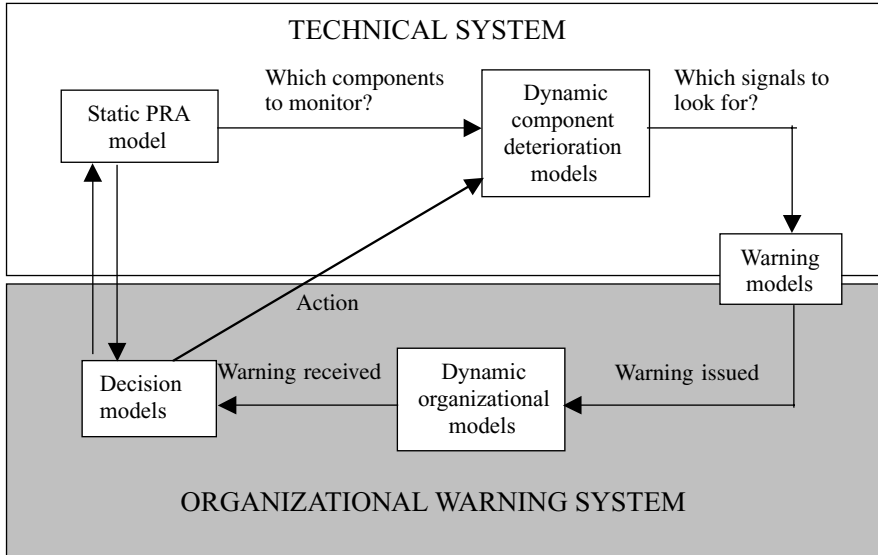 TECHNICAL SYSTEM
Which components
to monitor?
Which signals to
look for?
Static PRA
model
Dynamic
component
deterioration
models
Warning
models
Action
Decision
models
Warning received
Dynamic
organizational
models
Warning issued
ORGANIZATIONAL WARNING SYSTEM